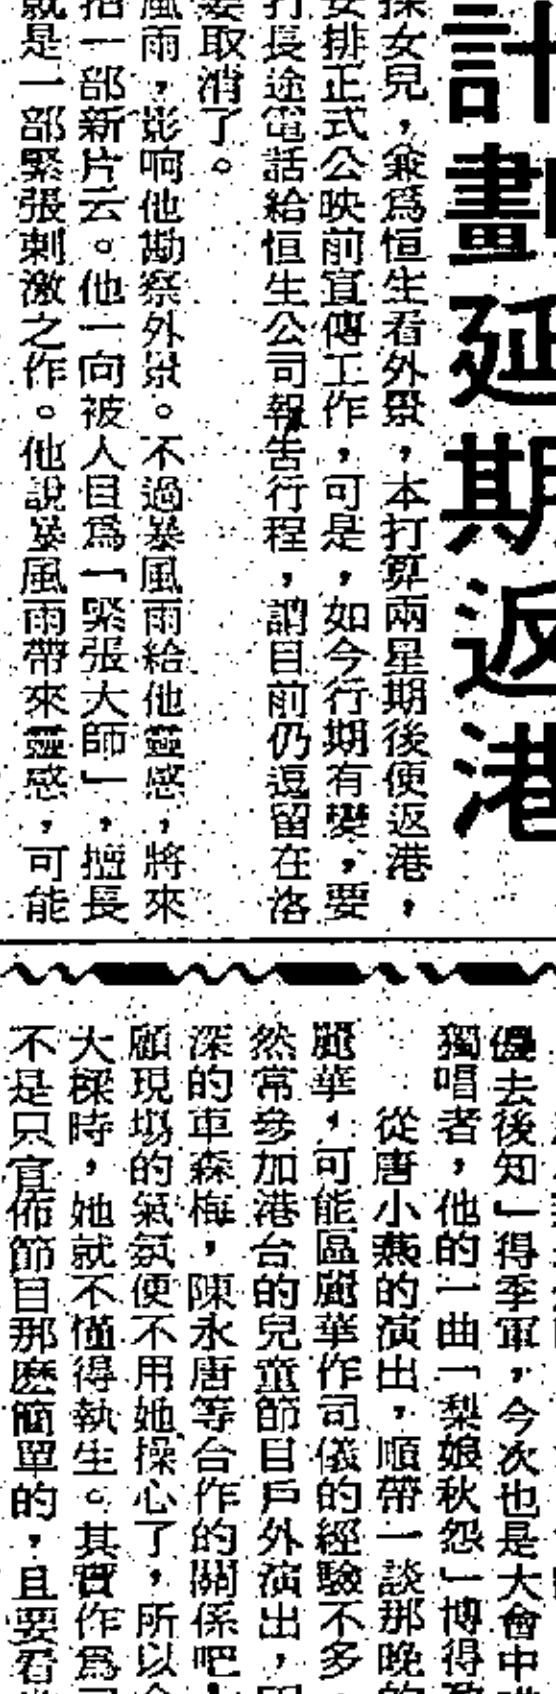 計劃延期返港
探女兒，兼爲恒生看外景，本打算兩星期後便返港，
安排正式公映前宣傳工作，可是，如今行期有變，要
打長途電話給恒生公司報告行程，謂目前仍逗留在洛
要取消了。
風雨，影响他勘察外景。不過暴風雨給他靈感，將來
拍一部新片云。他一向被人目爲「緊張大師」，擅長
就是一部緊張刺激之作。他說暴風雨帶來靈感，可能
去後知」得季軍，今次也是大會中
獨唱者，他的一曲「梨娘秋怨」博得
從唐小燕的演出，順帶一談那晚的
麗華，可能區麗華作司儀的經驗不多，
然常參加港台的兒童節目戶外演出，
深的車森梅，陳永唐等合作的關係吧，
顧現場的氣氛便不用她操心了，所以
大樑時，她就不懂得執生。其實作爲
不是只宣佈節目那麼簡單的，且要看